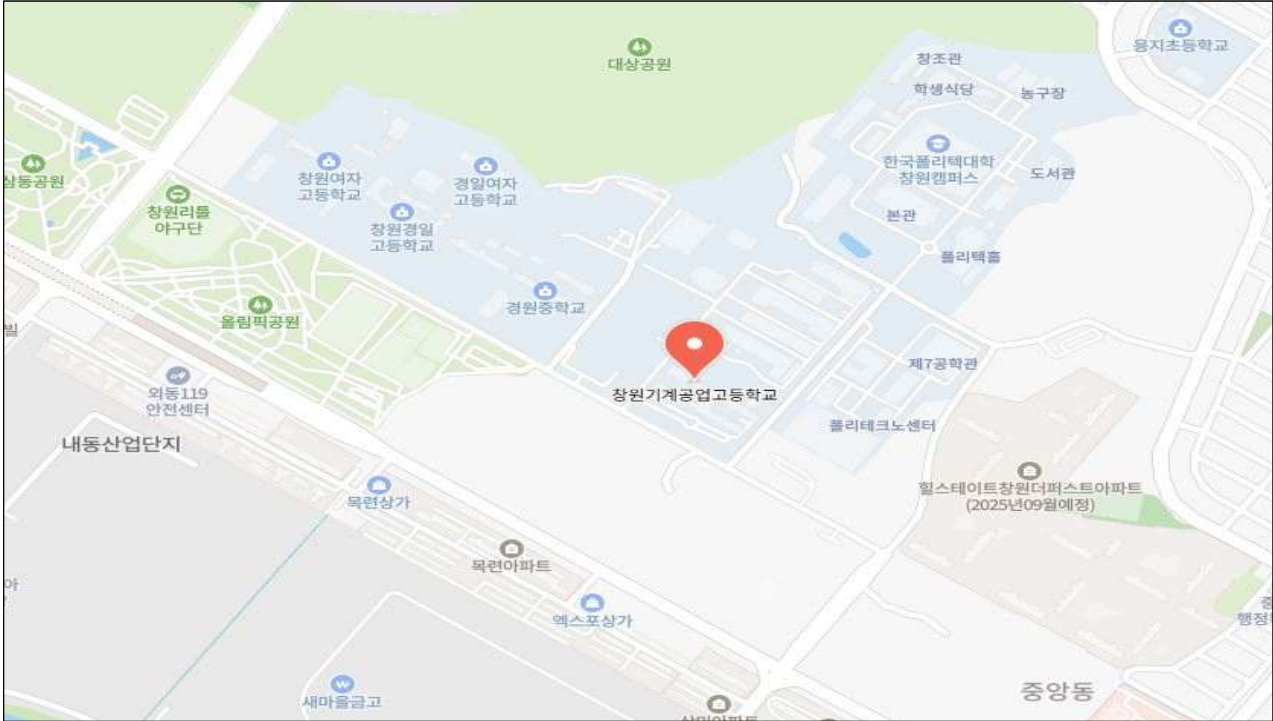 대상공원
창조관
용지초등학교
학생식당
농구장
삼동공원
창원여자
고등학교
경일여자
고등학교
한국폴리텍대학
창원캠퍼스
도서관
창원리틀
야구단
창원경일
고등학교
본관
폴리텍홀
경원중학교
올림픽공원
빌
제7공학관
외동119
안전센터
창원기계공업고등학교
폴리테크노센터
내동산업단지
목련상가
힐스테이트창원더퍼스트아파트
(2025년09월예정)
목련아파트
아
엑스포상가
중
행정
새마을금고
중앙동